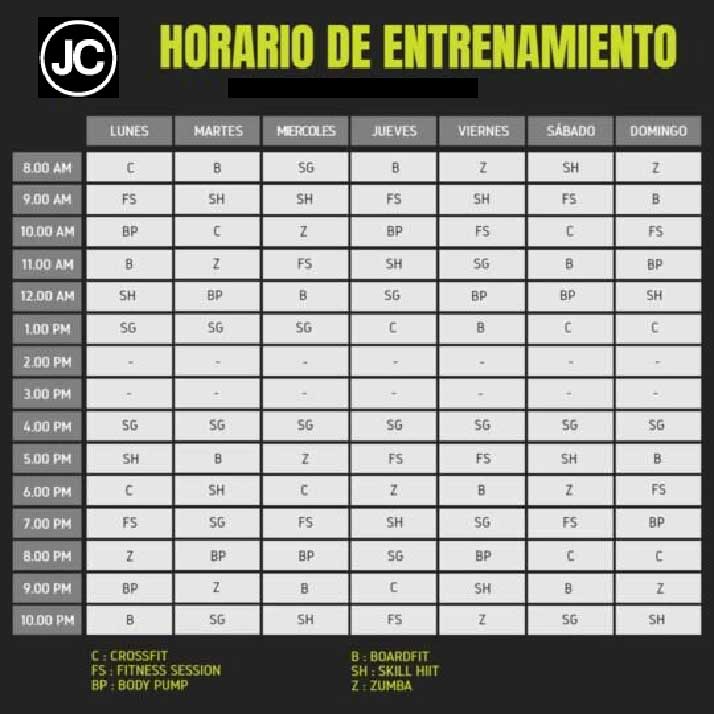 JC
HORARIO DE ENTRENAMIENTO
LUNES MARTES MIERCOLES JUEVES VIERNES SÁBADO DOMINGO
8.00 AM C B SG B Z SH Z
9.00 AM FS SH SH FS SH FS B
10.00 AM BP C Z BP FS C FS
11.00 AM B Z FS SH SG B BP
12.00 AM SH BP B SG BP BP SH
1.00 PM SG SG SG C B C C
2.00 PM - - - - - - -
3.00 PM - - - - - - -
4.00 PM SG SG SG SG SG SG SG
5.00 PM SH B Z FS FS SH B
6.00 PM C SH C Z B Z FS
7.00 PM FS SG FS SH SG FS BP
8.00 PM Z BP BP SG BP C C
9.00 PM BP Z B C SH B Z
10.00 PM B SG SH FS Z SG SH
C : CROSSFIT B : BOARDFIT
FS : FITNESS SESSION SH : SKILL HIIT
BP : BODY PUMP Z : ZUMBA